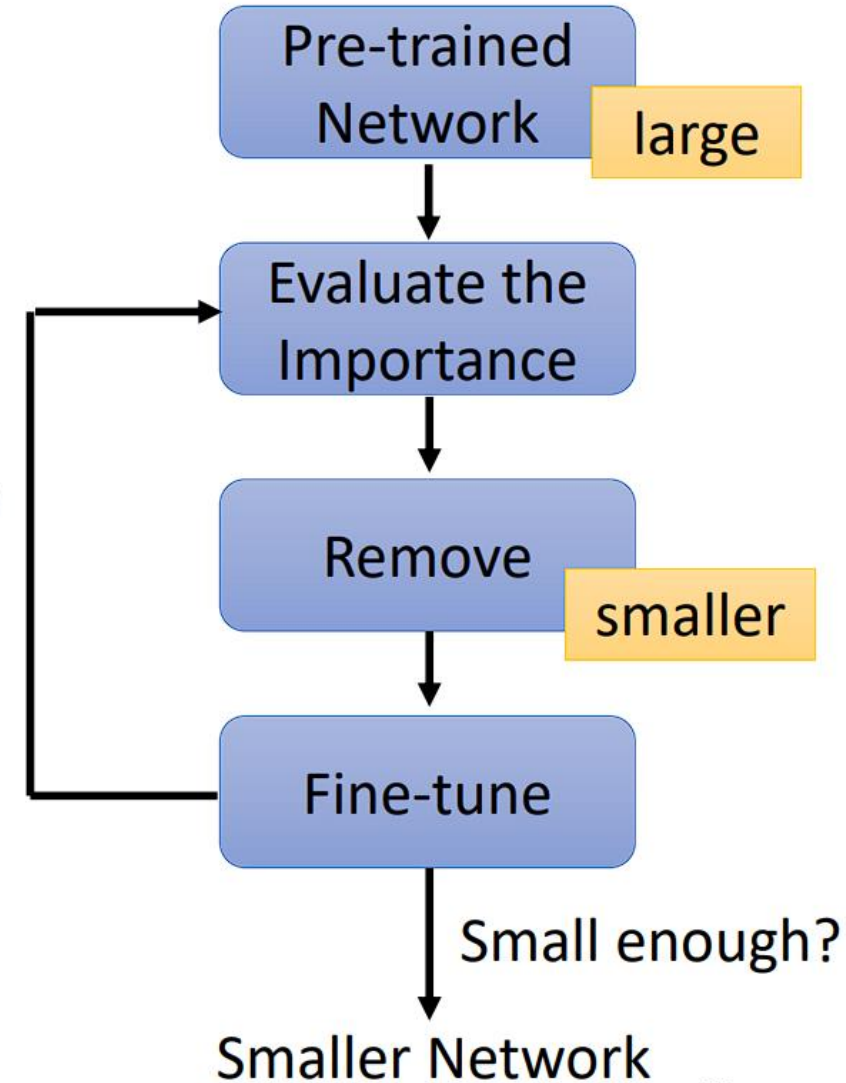 Pre-trained
Network
large
Evaluate the
Importance
Remove
smaller
Fine-tune
Small enough?
Smaller Network